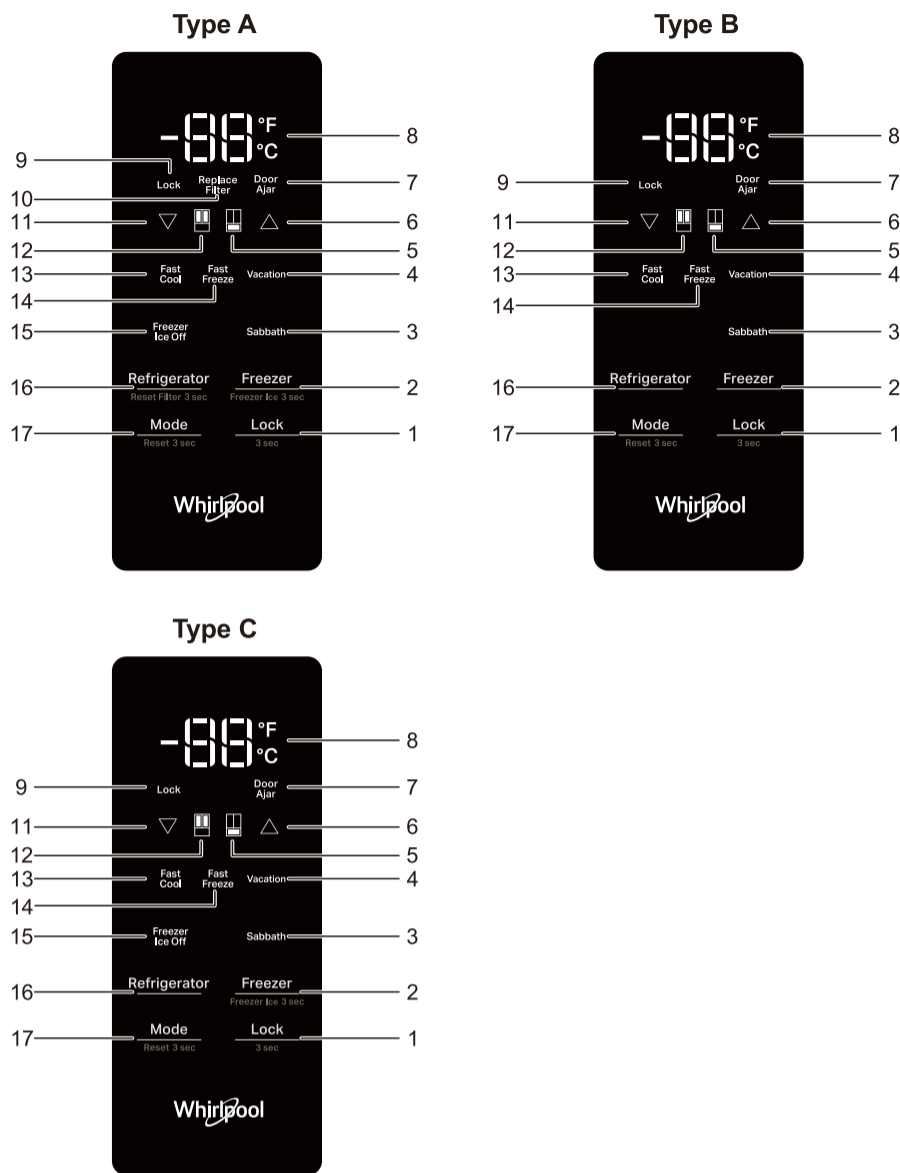 Type A
-88 °F
°C
8
9
Lock
Replace
Filter
Door
Ajar
7
10
11
6
12
5
13
Fast
Cool
Fast
Freeze
Vacation
4
14
15
Freezer
Ice Off
Sabbath
3
16
Refrigerator
Reset Filter 3 sec
Freezer
Freezer Ice 3 sec
2
17
Mode
Reset 3 sec
Lock
3 sec
1
Whirlpool
Type B
-88 °F
°C
8
9
Lock
Door
Ajar
7
11
6
12
5
13
Fast
Cool
Fast
Freeze
Vacation
4
14
Sabbath
3
16
Refrigerator
Freezer
2
17
Mode
Reset 3 sec
Lock
3 sec
1
Whirlpool
Type C
-88 °F
°C
8
9
Lock
Door
Ajar
7
11
6
12
5
13
Fast
Cool
Fast
Freeze
Vacation
4
14
15
Freezer
Ice Off
Sabbath
3
16
Refrigerator
Freezer
Freezer Ice 3 sec
2
17
Mode
Reset 3 sec
Lock
3 sec
1
Whirlpool